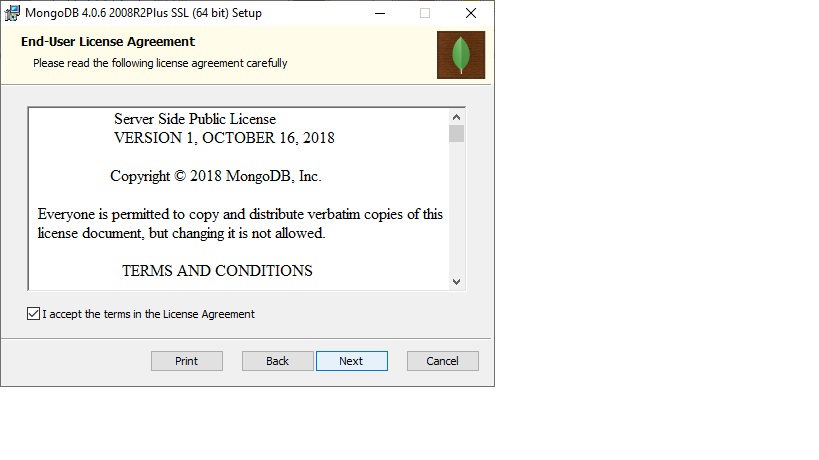 MongoDB 4.0.6 2008R2Plus SSL (64 bit) Setup
End-User License Agreement
Please read the following license agreement carefully
Server Side Public License
VERSION 1, OCTOBER 16, 2018
Copyright © 2018 MongoDB, Inc.
Everyone is permitted to copy and distribute verbatim copies of this
license document, but changing it is not allowed.
TERMS AND CONDITIONS
I accept the terms in the License Agreement
Print Back Next Cancel